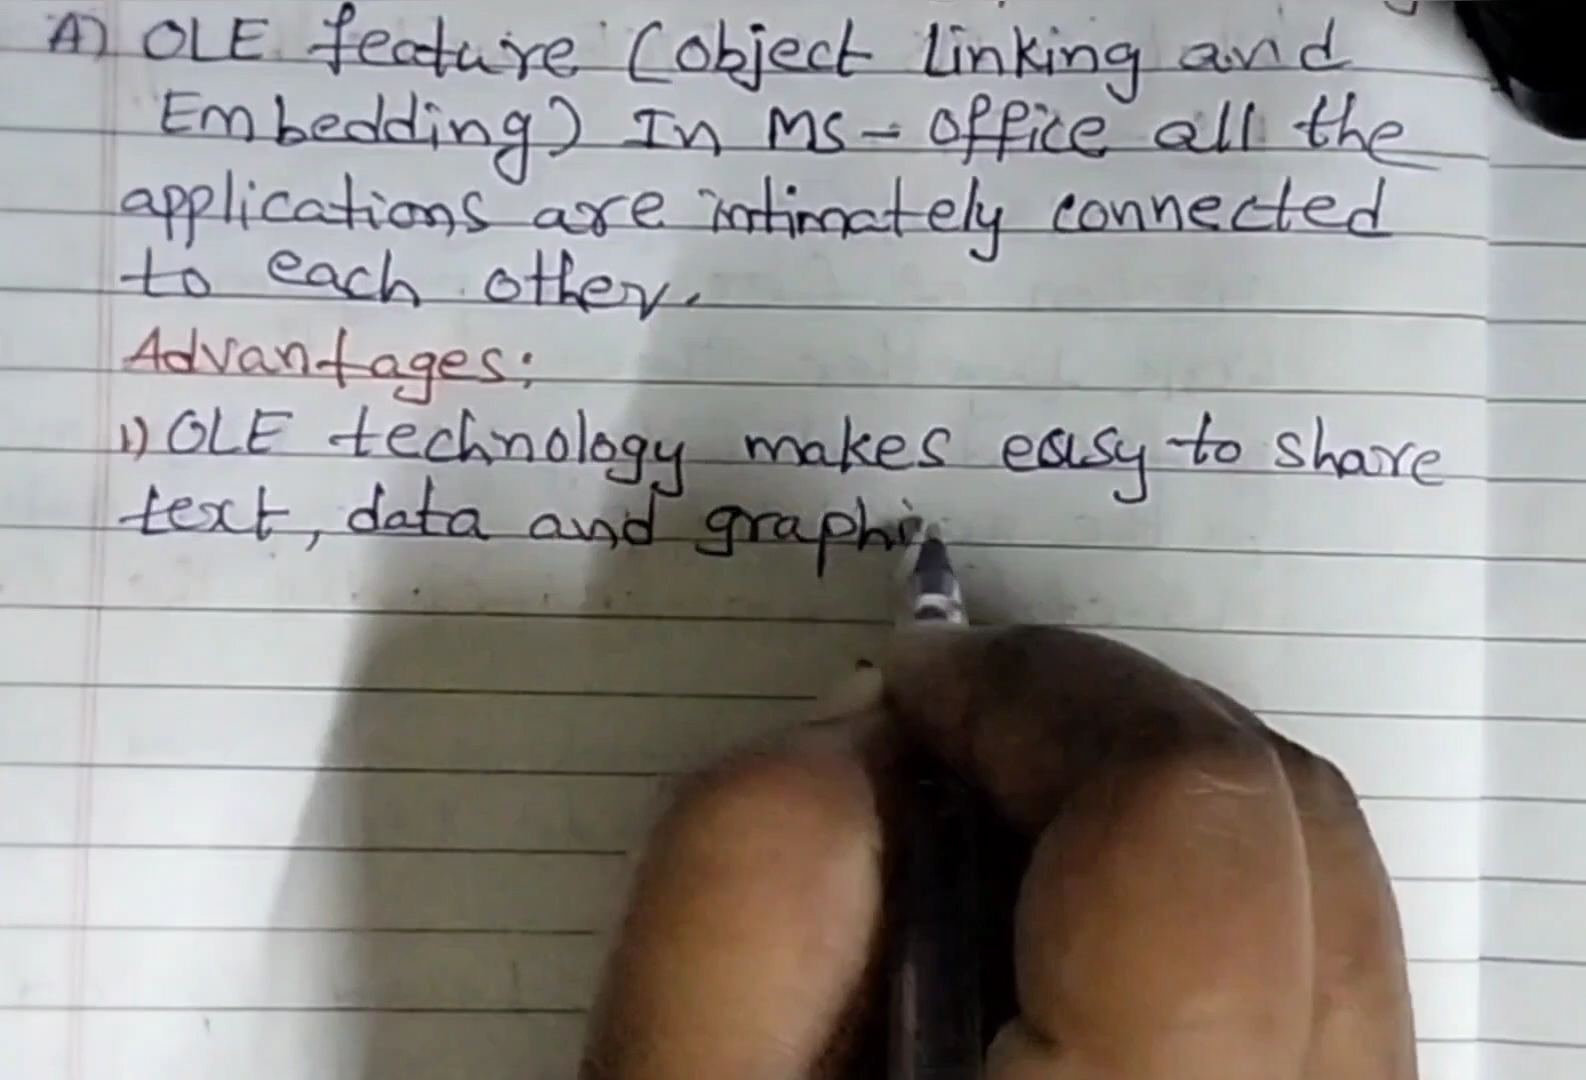 A) OLE feature (object Linking and
Embedding) In MS - office all the
applications are intimately connected
to each other.
Advantages:
1) OLE technology makes easy to share
text, data and graphi